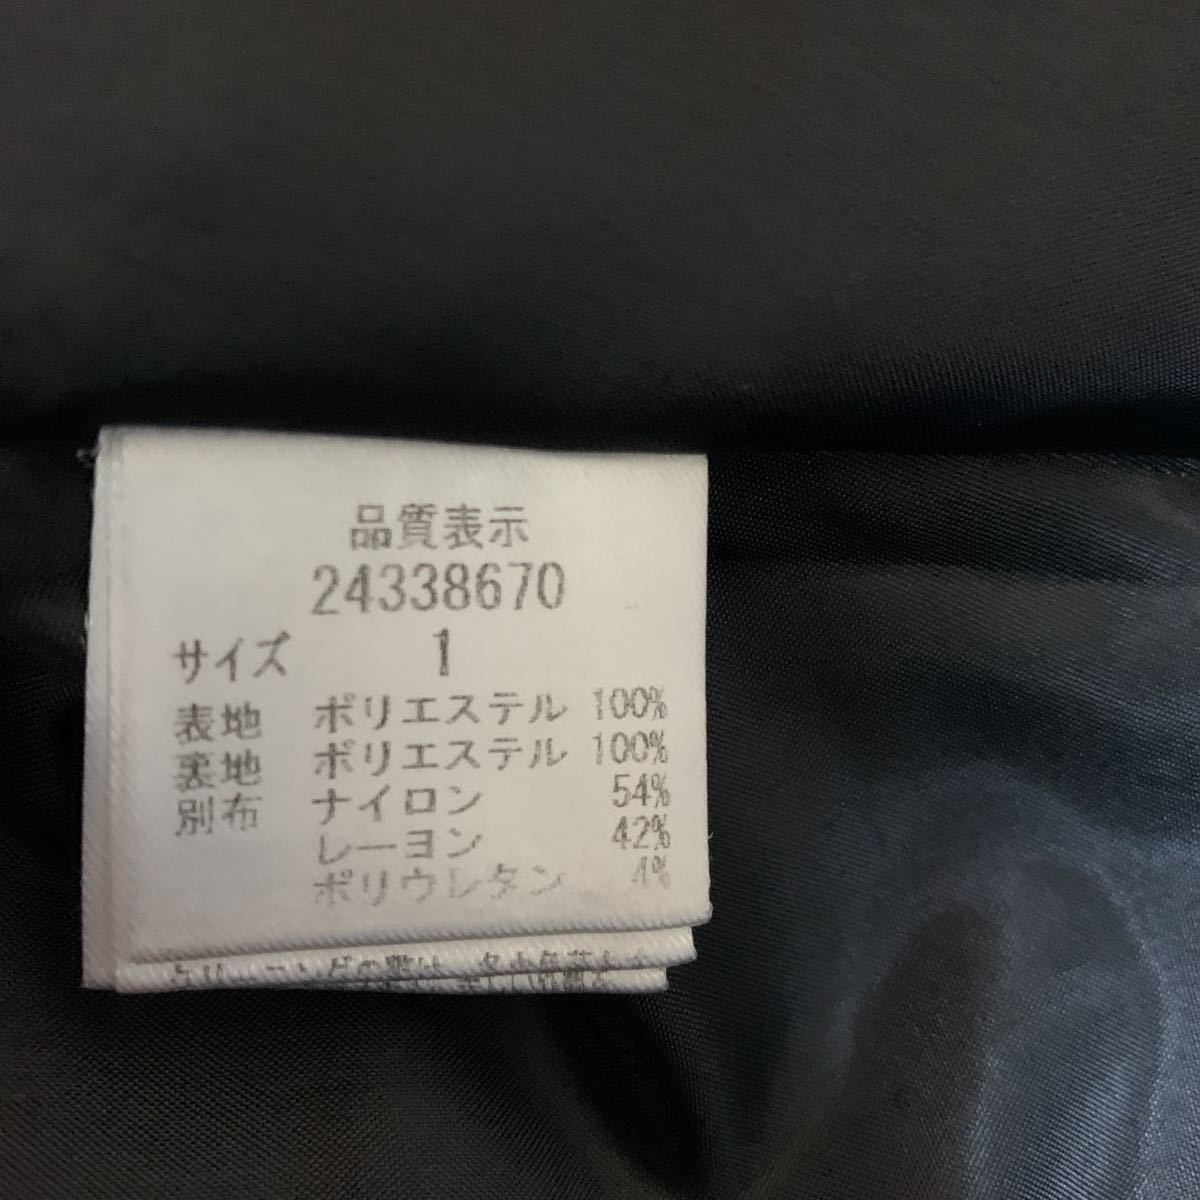 品質表示
24338670
サイズ 1
表地 ポリエステル 100%
裏地 ポリエステル 100%
別布 ナイロン 54%
レーヨン 42%
ポリウレタン 4%